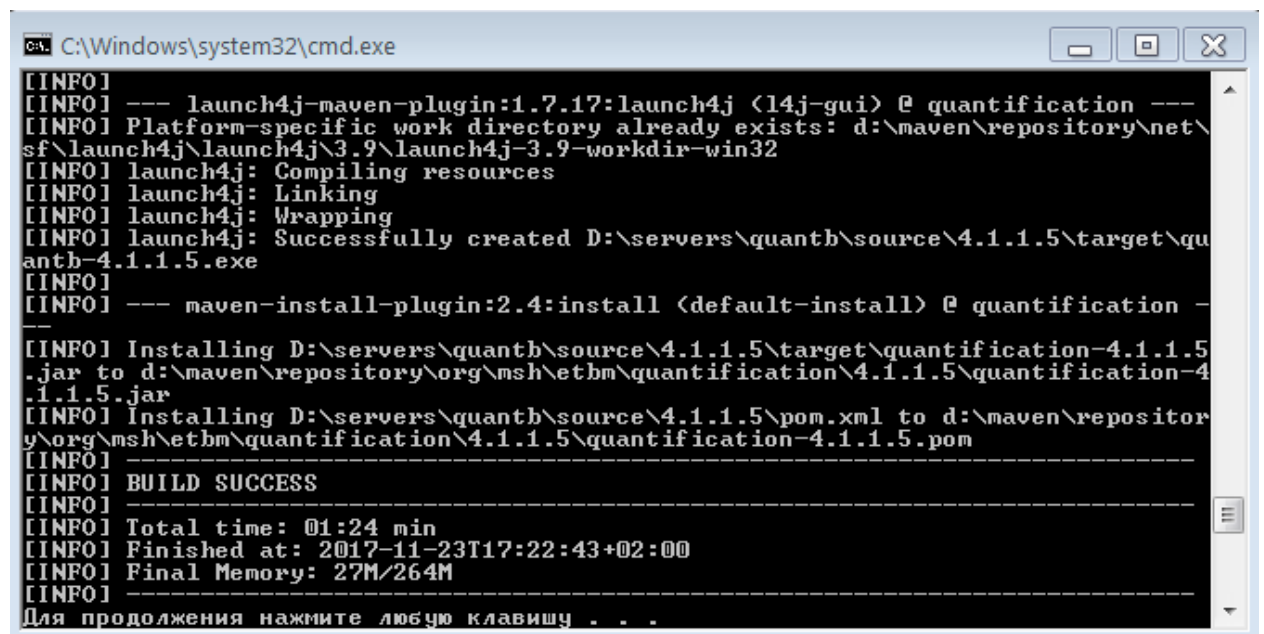 C:\Windows\system32\cmd.exe
[INFO]
[INFO] --- launch4j-maven-plugin:1.7.17:launch4j (l4j-gui) @ quantification ---
[INFO] Platform-specific work directory already exists: d:\maven\repository\net\
sf\launch4j\launch4j\3.9\launch4j-3.9-workdir-win32
[INFO] launch4j: Compiling resources
[INFO] launch4j: Linking
[INFO] launch4j: Wrapping
[INFO] launch4j: Successfully created D:\servers\quantb\source\4.1.1.5\target\qu
antb-4.1.1.5.exe
[INFO]
[INFO] --- maven-install-plugin:2.4:install (default-install) @ quantification -
--
[INFO] Installing D:\servers\quantb\source\4.1.1.5\target\quantification-4.1.1.5
.jar to d:\maven\repository\org\msh\etbm\quantification\4.1.1.5\quantification-4
.1.1.5.jar
[INFO] Installing D:\servers\quantb\source\4.1.1.5\pom.xml to d:\maven\repositor
y\org\msh\etbm\quantification\4.1.1.5\quantification-4.1.1.5.pom
[INFO] ------------------------------------------------------------------------
[INFO] BUILD SUCCESS
[INFO] ------------------------------------------------------------------------
[INFO] Total time: 01:24 min
[INFO] Finished at: 2017-11-23T17:22:43+02:00
[INFO] Final Memory: 27M/264M
[INFO] ------------------------------------------------------------------------
Для продолжения нажмите любую клавишу . . .